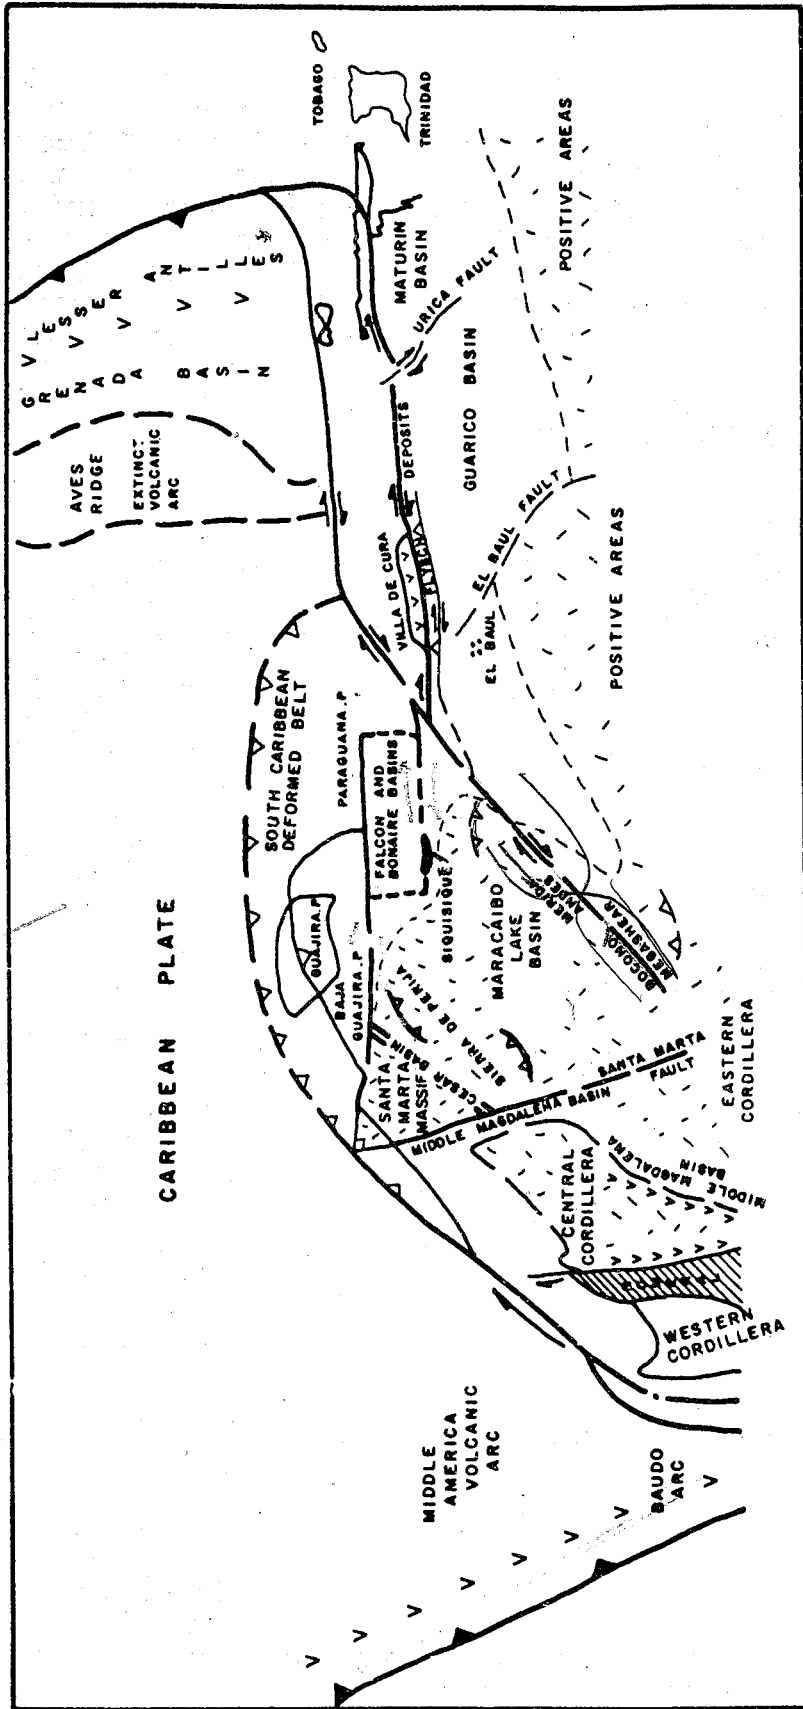 CARIBBEAN PLATE
MIDDLE
AMERICA
VOLCANIC
ARC
BAUDO
ARC
WESTERN
CORDILLERA
CENTRAL
CORDILLERA
MIDDLE MAGDALENA
BASIN
EASTERN
CORDILLERA
MIDDLE MAGDALENA BASIN
SANTA MARTA
FAULT
SANTA
MARTA
MASSIF
CESAR BASIN
SIERRA DE PERIJA
BAJA
GUAJIRA.P
GUAJIRA.P
SOUTH CARIBBEAN
DEFORMED BELT
PARAGUANA.P
FALCON AND
BONAIRE BASINS
SIQUISIQUE
MARACAIBO
LAKE
BASIN
MERIDA
ANDES
BOCONO
MEGASHEAR
VILLA DE CURA
FLYSCH
DEPOSITS
EL BAUL
EL BAUL FAULT
POSITIVE AREAS
GUARICO BASIN
URICA FAULT
MATURIN
BASIN
POSITIVE AREAS
TOBAGO
TRINIDAD
AVES
RIDGE
EXTINCT
VOLCANIC
ARC
GRENADA
BASIN
LESSER
ANTILLES